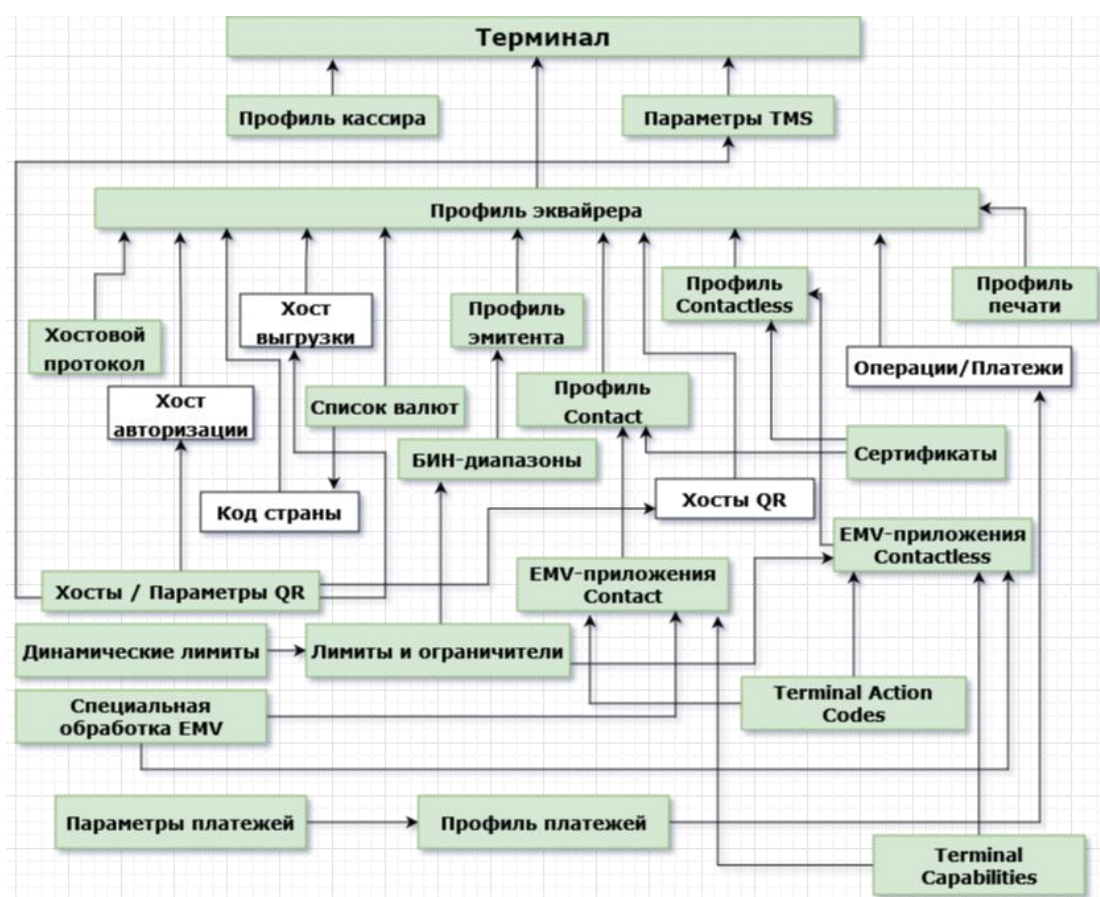 Терминал
Профиль кассира
Параметры TMS
Профиль эквайрера
Профиль
Contactless
Профиль
печати
Хост
выгрузки
Профиль
эмитента
Хостовой
протокол
Операции/Платежи
Профиль
Contact
Хост
авторизации
Список валют
БИН-диапазоны
Сертификаты
Хосты QR
Код страны
EMV-приложения
Contactless
EMV-приложения
Contact
Хосты / Параметры QR
Динамические лимиты
Лимиты и ограничители
Terminal Action
Codes
Специальная
обработка EMV
Параметры платежей
Профиль платежей
Terminal
Capabilities